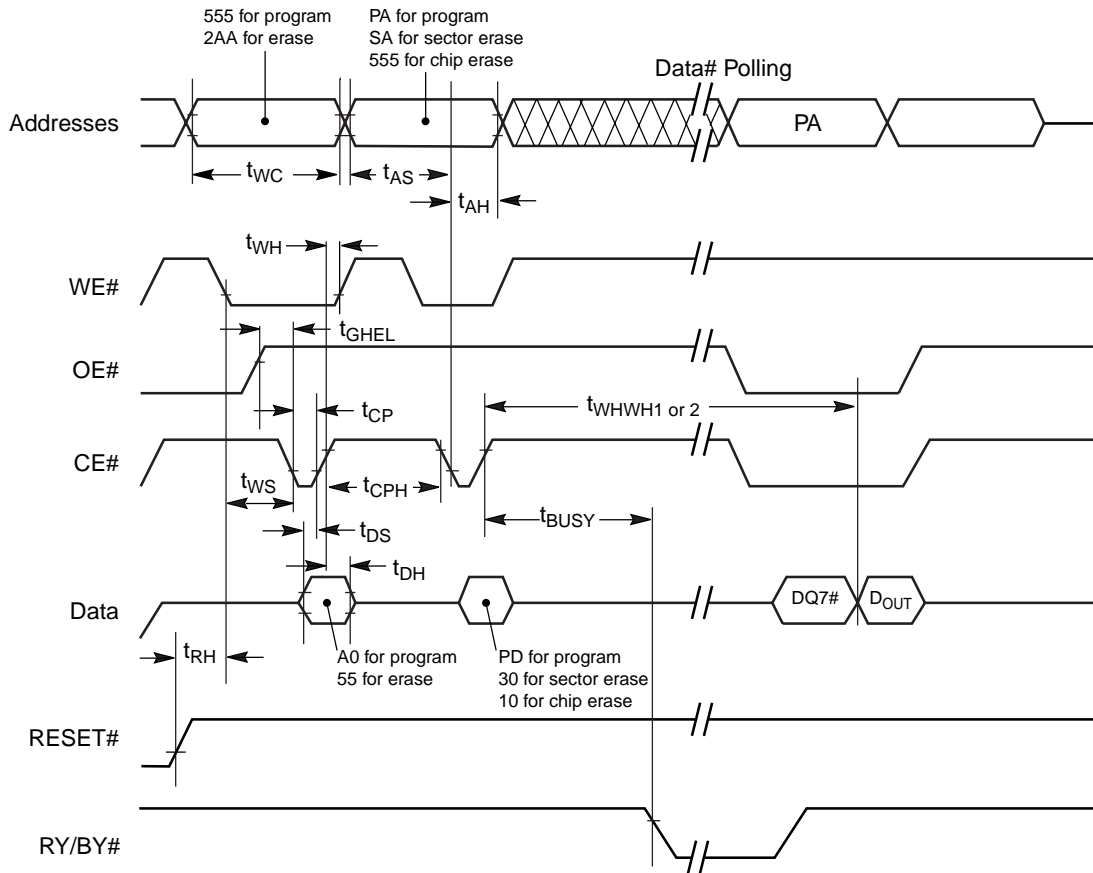 555 for program
2AA for erase
PA for program
SA for sector erase
555 for chip erase
Data# Polling
Addresses
PA
tWC
tAS
tAH
tWH
WE#
tGHEL
OE#
tWHWH1 or 2
tCP
CE#
tWS
tCPH
tBUSY
tDS
tDH
Data
DQ7#
DOUT
tRH
A0 for program
55 for erase
PD for program
30 for sector erase
10 for chip erase
RESET#
RY/BY#